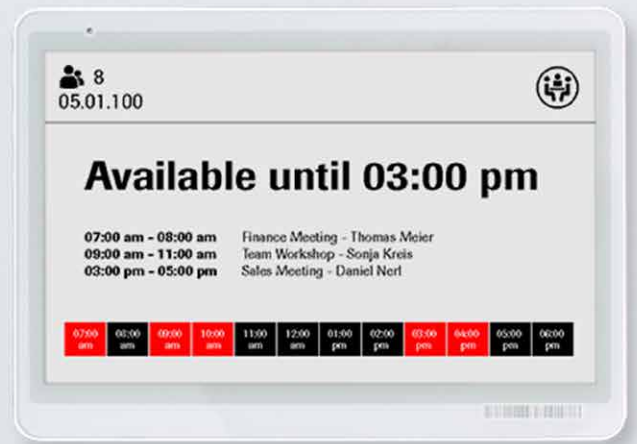 8
05.01.100
Available until 03:00 pm
07:00 am - 08:00 am Finance Meeting - Thomas Meier
09:00 am - 11:00 am Team Workshop - Sonja Kreis
03:00 pm - 05:00 pm Sales Meeting - Daniel Nerl
07:00 am 08:00 am 09:00 am 10:00 am 11:00 am 12:00 am 01:00 pm 02:00 pm 03:00 pm 04:00 pm 05:00 pm 06:00 pm